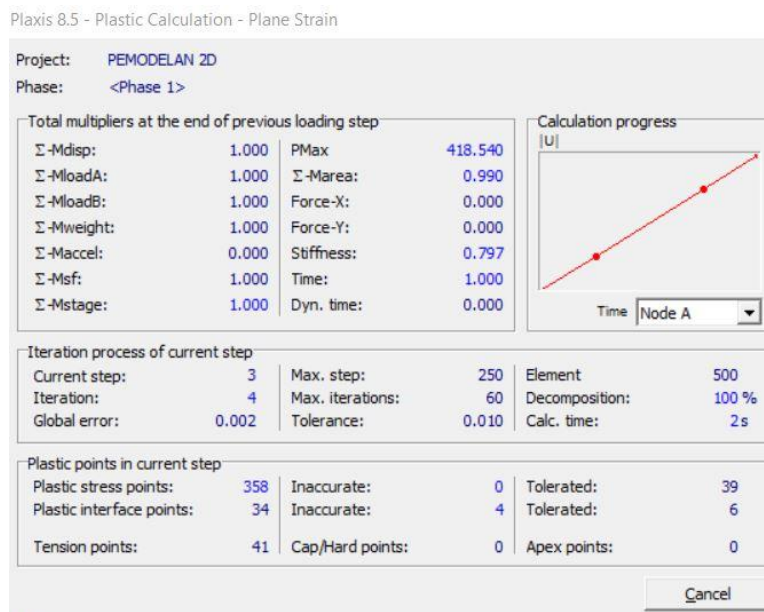 Plaxis 8.5 - Plastic Calculation - Plane Strain
Project: PEMODELAN 2D
Phase: <Phase 1>
Total multipliers at the end of previous loading step
Σ-Mdisp: 1.000 PMax 418.540
Σ-MloadA: 1.000 Σ-Marea: 0.990
Σ-MloadB: 1.000 Force-X: 0.000
Σ-Mweight: 1.000 Force-Y: 0.000
Σ-Maccel: 0.000 Stiffness: 0.797
Σ-Msf: 1.000 Time: 1.000
Σ-Mstage: 1.000 Dyn. time: 0.000
Calculation progress
|U|
Time Node A
Iteration process of current step
Current step: 3 Max. step: 250 Element 500
Iteration: 4 Max. iterations: 60 Decomposition: 100 %
Global error: 0.002 Tolerance: 0.010 Calc. time: 2 s
Plastic points in current step
Plastic stress points: 358 Inaccurate: 0 Tolerated: 39
Plastic interface points: 34 Inaccurate: 4 Tolerated: 6
Tension points: 41 Cap/Hard points: 0 Apex points: 0
Cancel